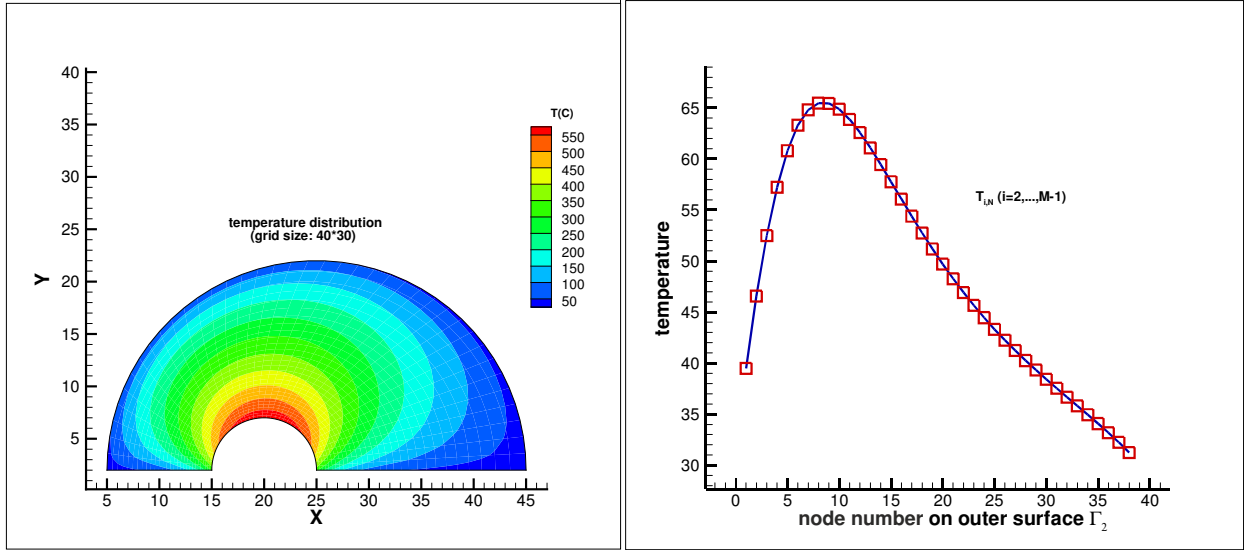 40
35
30
25
20
15
10
5
Y
T(C)
550
500
450
400
350
300
250
200
150
100
50
temperature distribution
(grid size: 40*30)
5 10 15 20 25 30 35 40 45
X
65
60
55
50
45
40
35
30
temperature
T_{i,N} (i=2,...,M-1)
0 5 10 15 20 25 30 35 40
node number on outer surface Γ_2